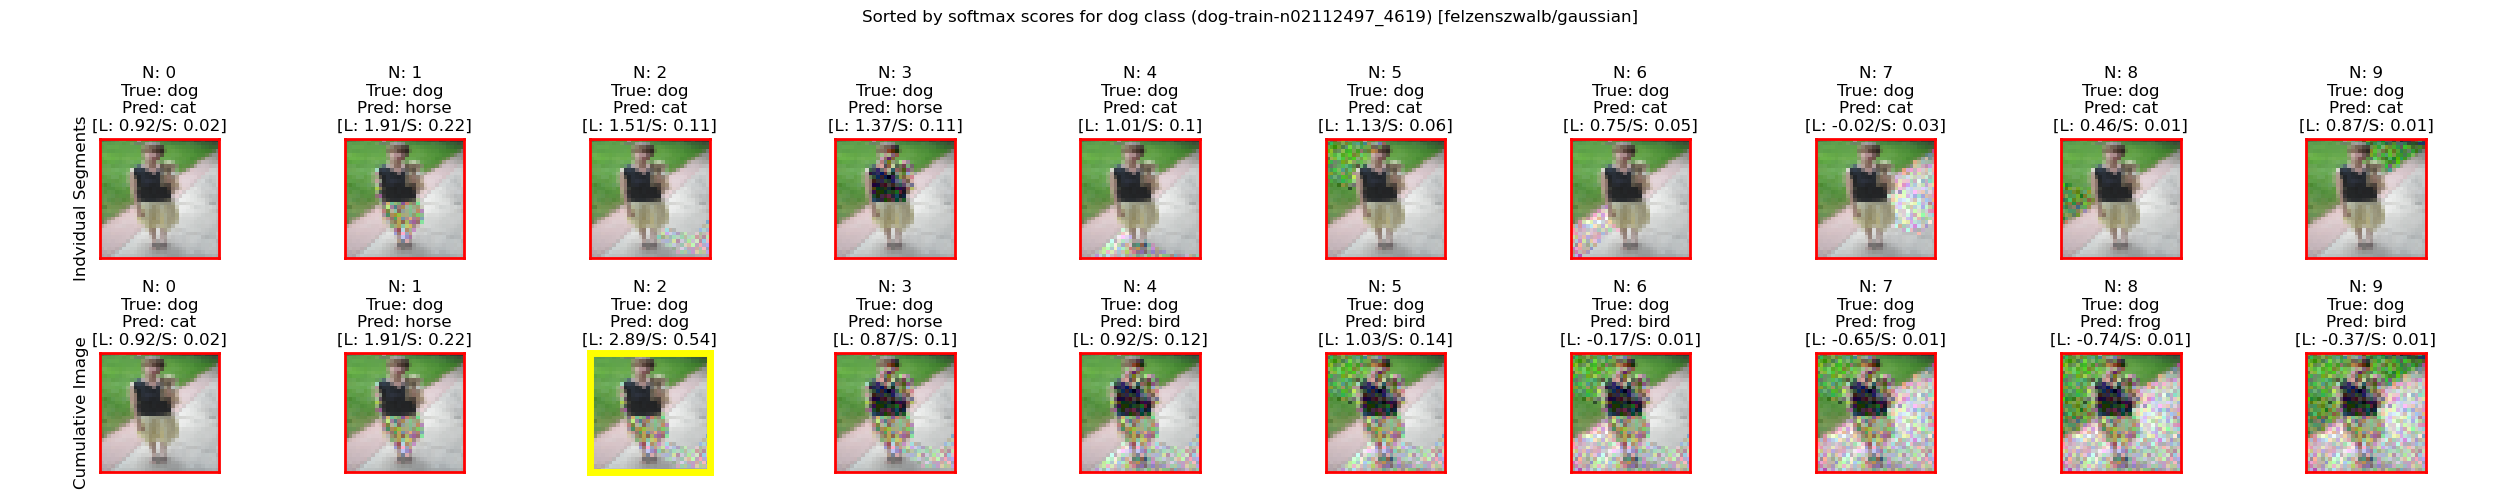 Sorted by softmax scores for dog class (dog-train-n02112497_4619) [felzenszwalb/gaussian]
Indvidual Segments
N: 0
True: dog
Pred: cat
[L: 0.92/S: 0.02]
N: 1
True: dog
Pred: horse
[L: 1.91/S: 0.22]
N: 2
True: dog
Pred: cat
[L: 1.51/S: 0.11]
N: 3
True: dog
Pred: horse
[L: 1.37/S: 0.11]
N: 4
True: dog
Pred: cat
[L: 1.01/S: 0.1]
N: 5
True: dog
Pred: cat
[L: 1.13/S: 0.06]
N: 6
True: dog
Pred: cat
[L: 0.75/S: 0.05]
N: 7
True: dog
Pred: cat
[L: -0.02/S: 0.03]
N: 8
True: dog
Pred: cat
[L: 0.46/S: 0.01]
N: 9
True: dog
Pred: cat
[L: 0.87/S: 0.01]
Cumulative Image
N: 0
True: dog
Pred: cat
[L: 0.92/S: 0.02]
N: 1
True: dog
Pred: horse
[L: 1.91/S: 0.22]
N: 2
True: dog
Pred: dog
[L: 2.89/S: 0.54]
N: 3
True: dog
Pred: horse
[L: 0.87/S: 0.1]
N: 4
True: dog
Pred: bird
[L: 0.92/S: 0.12]
N: 5
True: dog
Pred: bird
[L: 1.03/S: 0.14]
N: 6
True: dog
Pred: bird
[L: -0.17/S: 0.01]
N: 7
True: dog
Pred: frog
[L: -0.65/S: 0.01]
N: 8
True: dog
Pred: frog
[L: -0.74/S: 0.01]
N: 9
True: dog
Pred: bird
[L: -0.37/S: 0.01]